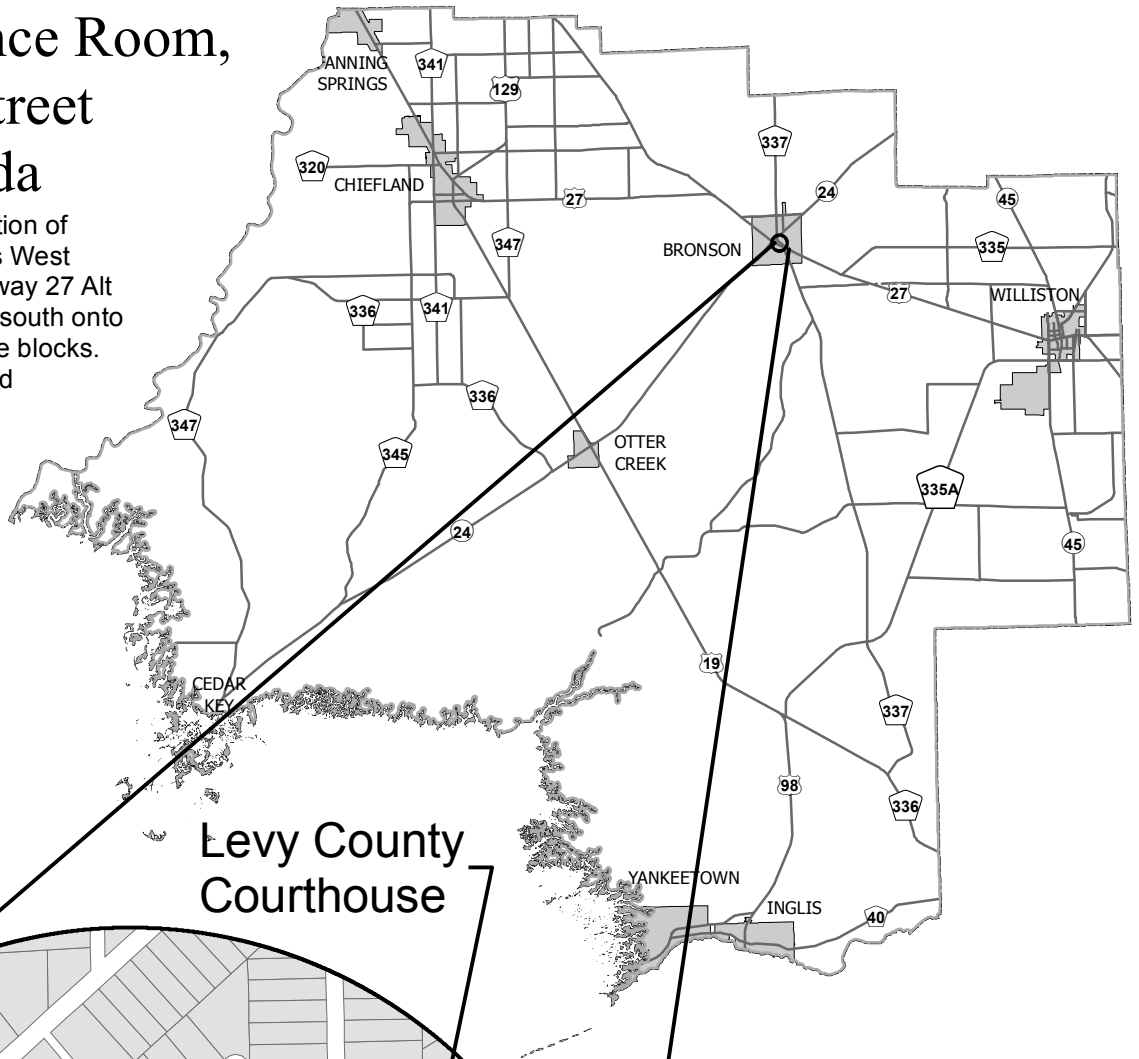 nce Room,
treet
da
tion of
s West
way 27 Alt
south onto
e blocks.
d
ANNING
SPRINGS
341
129
337
320
CHIEFLAND
27
24
45
347
BRONSON
335
27
WILLISTON
336
341
336
347
345
OTTER
CREEK
335A
24
45
19
CEDAR
KEY
337
98
336
Levy County
Courthouse
YANKEETOWN
INGLIS
40